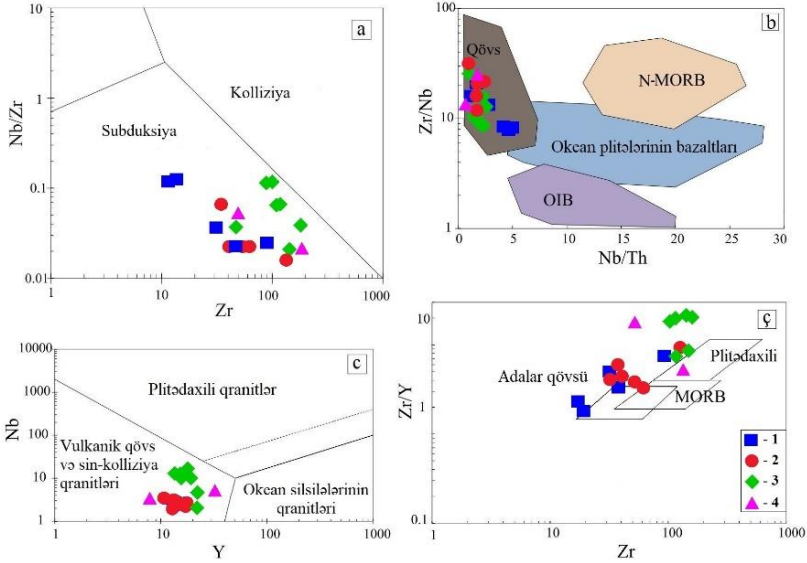 a
10
1
0.1
0.01
Nb/Zr
Kolliziya
Subduksiya
1
10
100
1000
Zr
b
100
10
1
Zr/Nb
Qövs
N-MORB
Okean plitələrinin bazaltları
OIB
0
5
10
15
20
25
30
Nb/Th
c
10000
1000
100
10
1
Nb
Plitədaxili qranitlər
Vulkanik qövs
və sin-kolliziya
qranitləri
Okean silsilələrinin
qranitləri
1
10
100
1000
Y
ç
10
1
0.1
Zr/Y
Adalar qövsü
Plitədaxili
MORB
1
10
100
1000
Zr
- 1
- 2
- 3
- 4